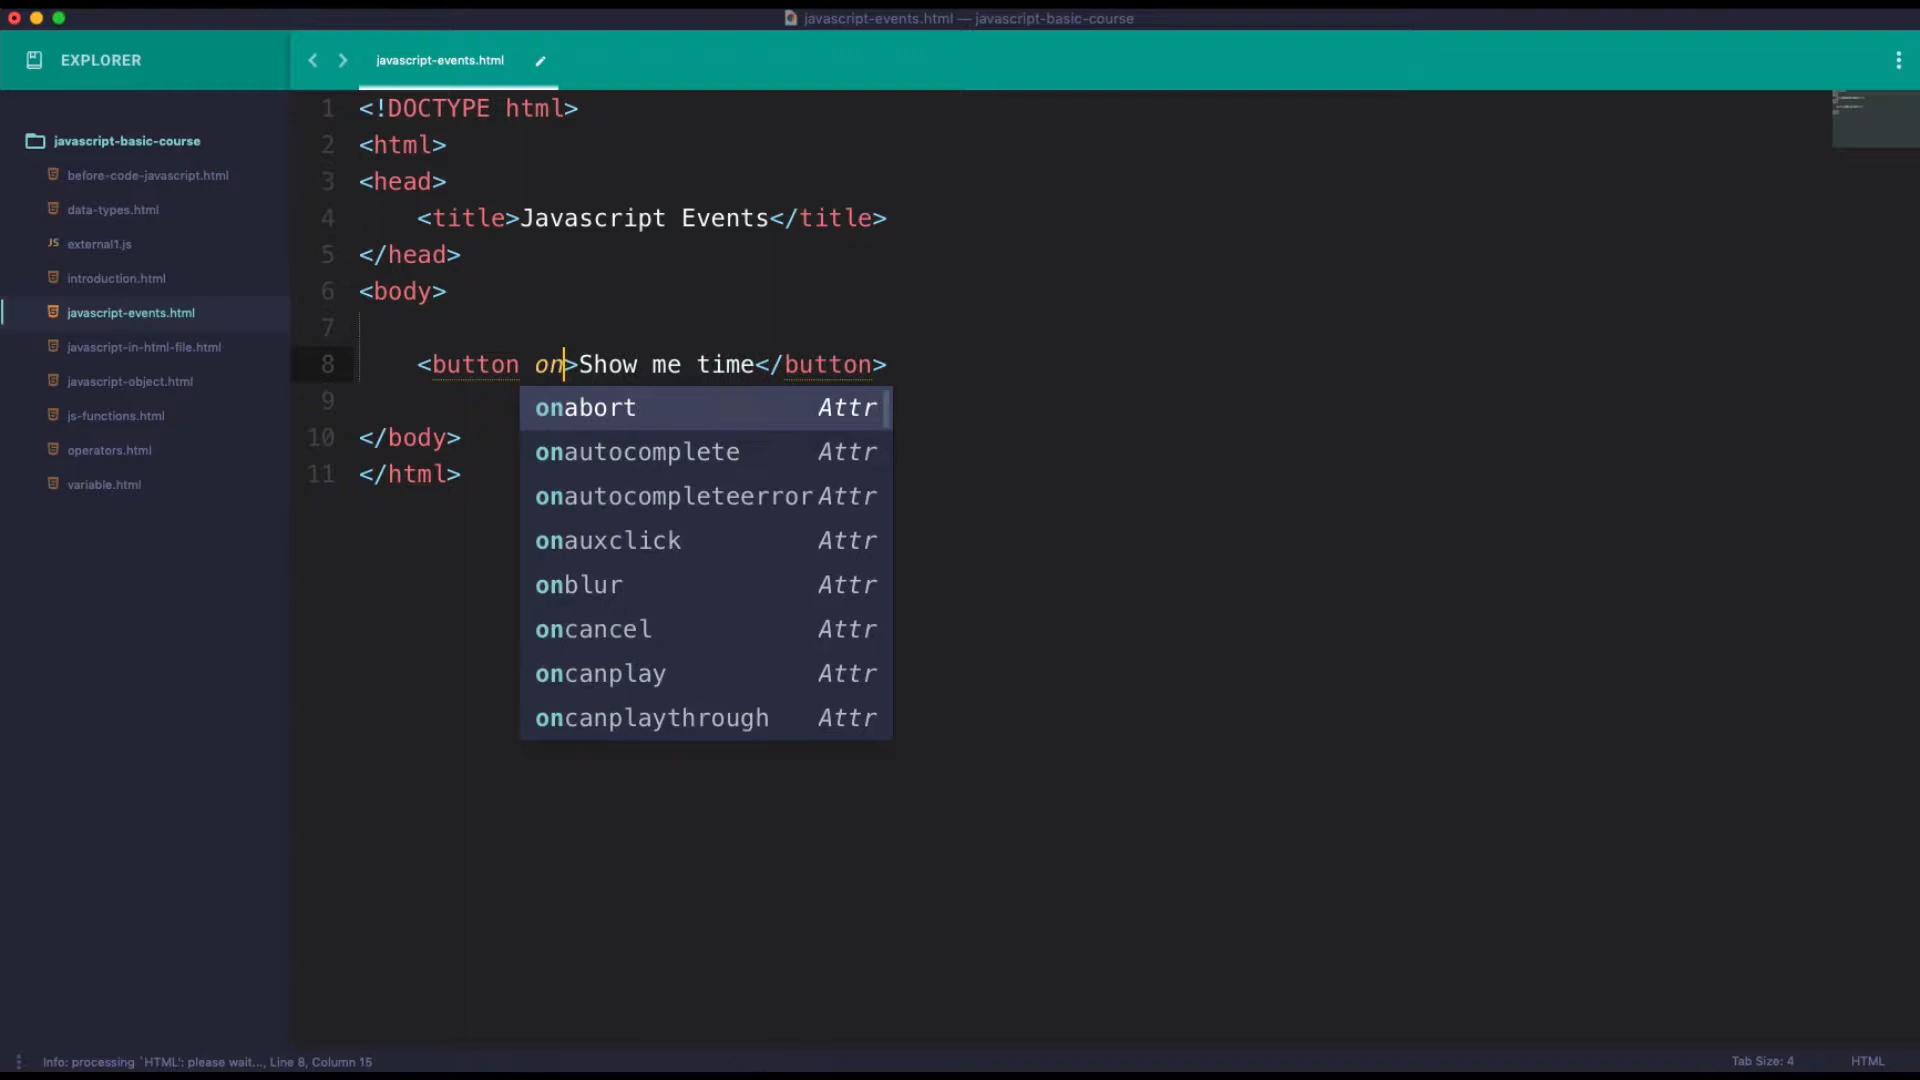 javascript-events.html — javascript-basic-course
EXPLORER
javascript-events.html
javascript-basic-course
before-code-javascript.html
data-types.html
JS external1.js
introduction.html
javascript-events.html
javascript-in-html-file.html
javascript-object.html
js-functions.html
operators.html
variable.html
1 <!DOCTYPE html>
2 <html>
3 <head>
4 <title>Javascript Events</title>
5 </head>
6 <body>
7
8 <button on>Show me time</button>
9
10 </body>
11 </html>
onabort Attr
onautocomplete Attr
onautocompleteerror Attr
onauxclick Attr
onblur Attr
oncancel Attr
oncanplay Attr
oncanplaythrough Attr
Info: processing `HTML': please wait..., Line 8, Column 15
Tab Size: 4
HTML